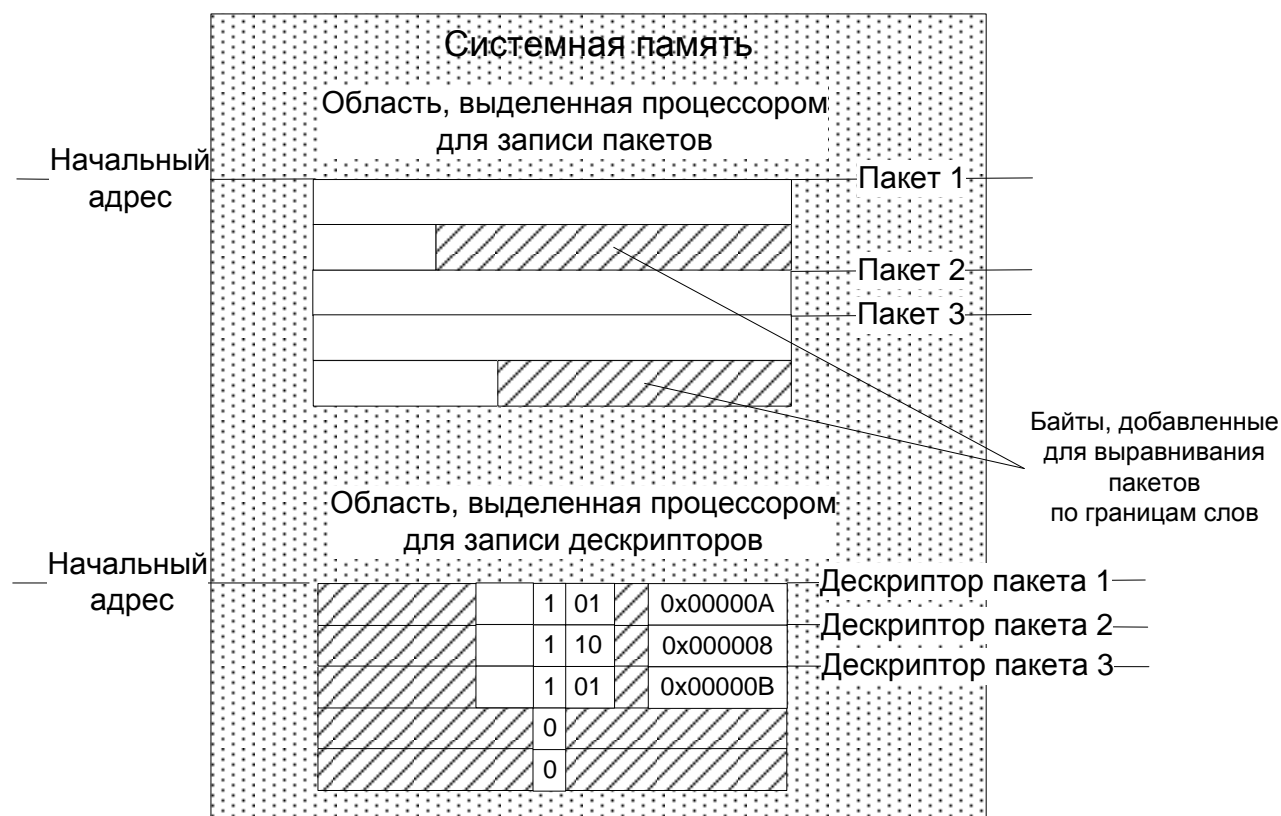 Системная память
Область, выделенная процессором
для записи пакетов
Начальный
адрес
Пакет 1
Пакет 2
Пакет 3
Байты, добавленные
для выравнивания
пакетов
по границам слов
Область, выделенная процессором
для записи дескрипторов
Начальный
адрес
1 01 0x00000A
Дескриптор пакета 1
1 10 0x000008
Дескриптор пакета 2
1 01 0x00000B
Дескриптор пакета 3
0
0